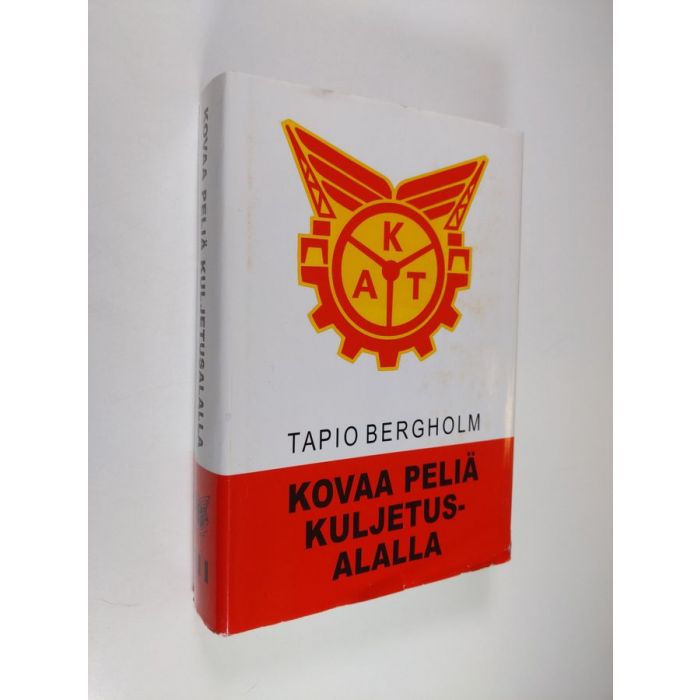 K
A T
TAPIO BERGHOLM
KOVAA PELIÄ
KULJETUS-
ALALLA
KOVAA PELIÄ KULJETUSALALLA
II